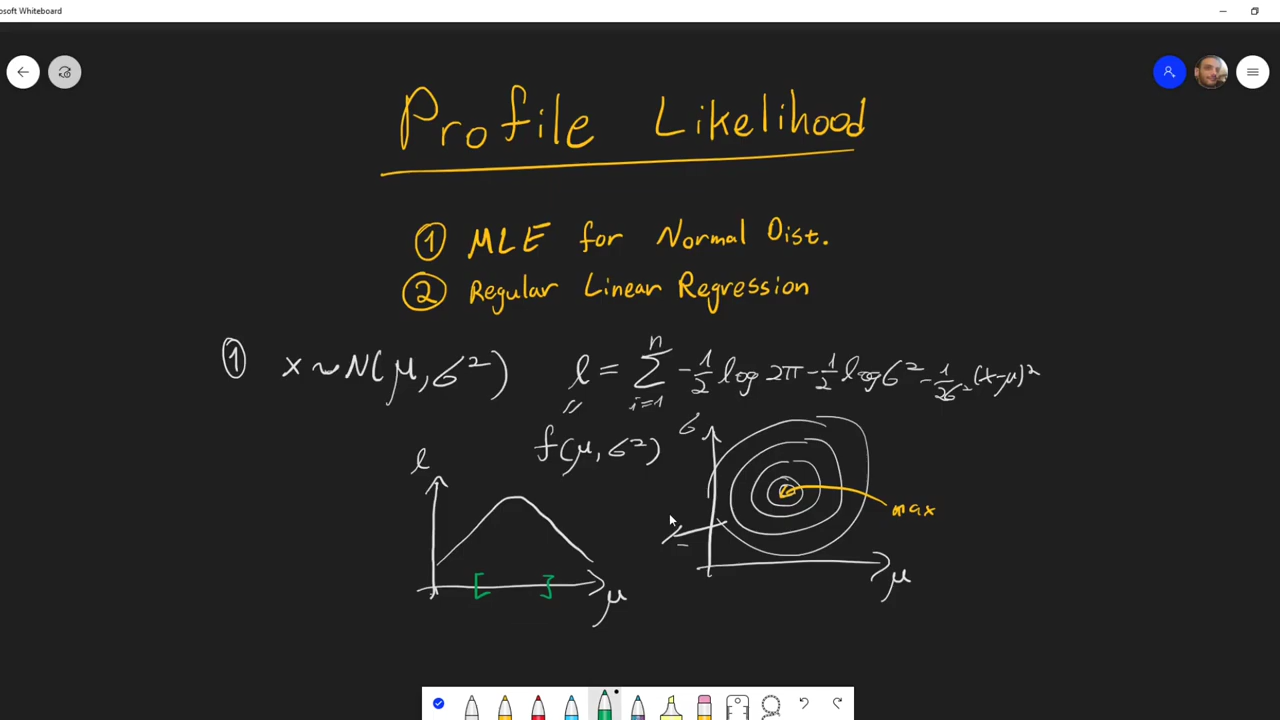 osoft Whiteboard
Profile Likelihood
① MLE for Normal Dist.
② Regular Linear Regression
① x ~ N(μ, σ²) l = Σ i=1 n -1/2 log 2π - 1/2 log σ² - 1/2σ² (x-μ)²
f(μ, σ²)
σ
l
max
μ
μ